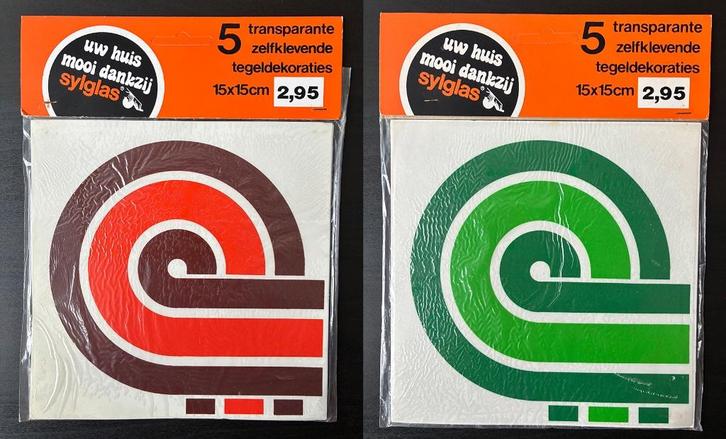 uw huis
mooi dankzij
sylglas
5 transparante
zelfklevende
tegeldekoraties
15x15cm 2,95
uw huis
mooi dankzij
sylglas
5 transparante
zelfklevende
tegeldekoraties
15x15cm 2,95